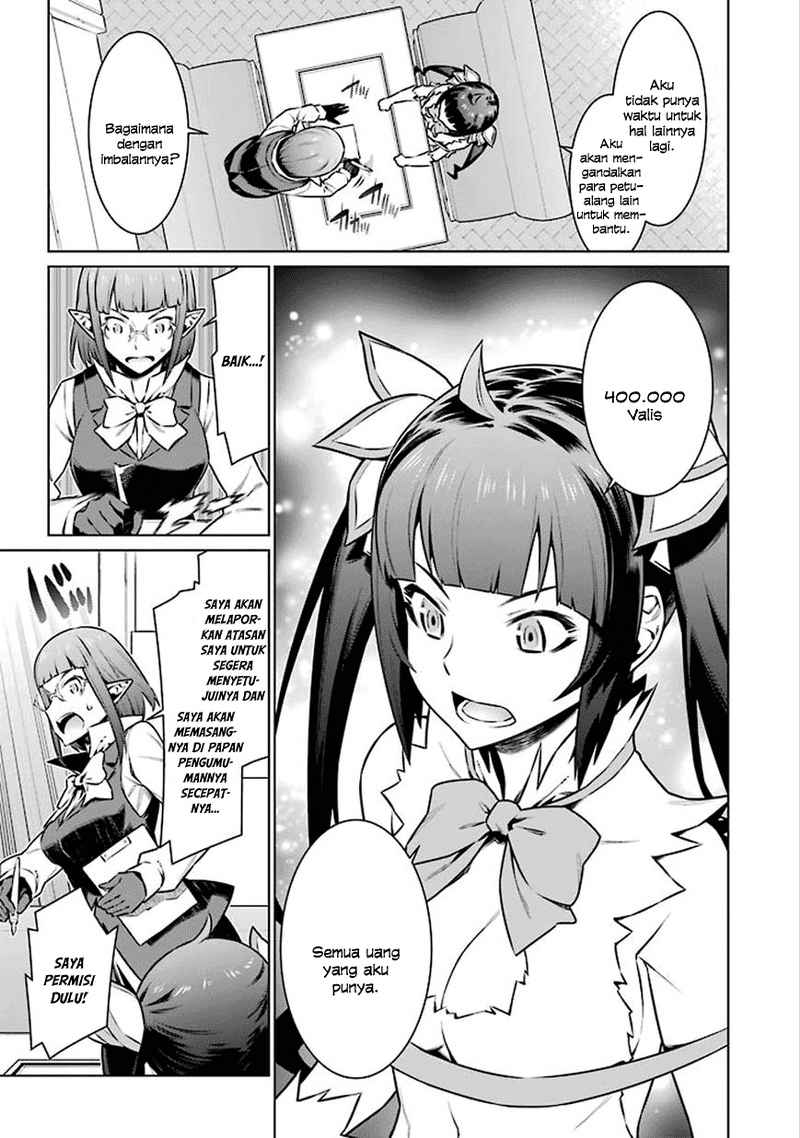 Aku
tidak punya
waktu untuk
hal lainnya
lagi.
Aku
akan men-
gandalkan
para petu-
alang lain
untuk mem-
bantu.
Bagaimana
dengan
imbalannya?
400.000
Valis
Semua uang
yang aku
punya.
BAIK...!
SAYA AKAN
MELAPOR-
KAN ATASAN
SAYA UNTUK
SEGERA
MENYETU-
JUINYA DAN
SAYA AKAN
MEMASANG-
NYA DI PAPAN
PENGUMU-
MANNYA
SECEPAT-
NYA...
SAYA
PERMISI
DULU!